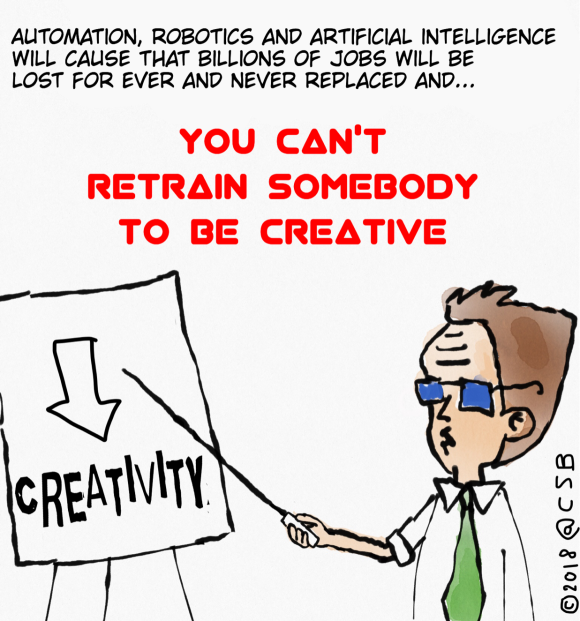 AUTOMATION, ROBOTICS AND ARTIFICIAL INTELLIGENCE
WILL CAUSE THAT BILLIONS OF JOBS WILL BE
LOST FOR EVER AND NEVER REPLACED AND...
YOU CAN'T
RETRAIN SOMEBODY
TO BE CREATIVE
CREATIVITY.
©2018 @CSB